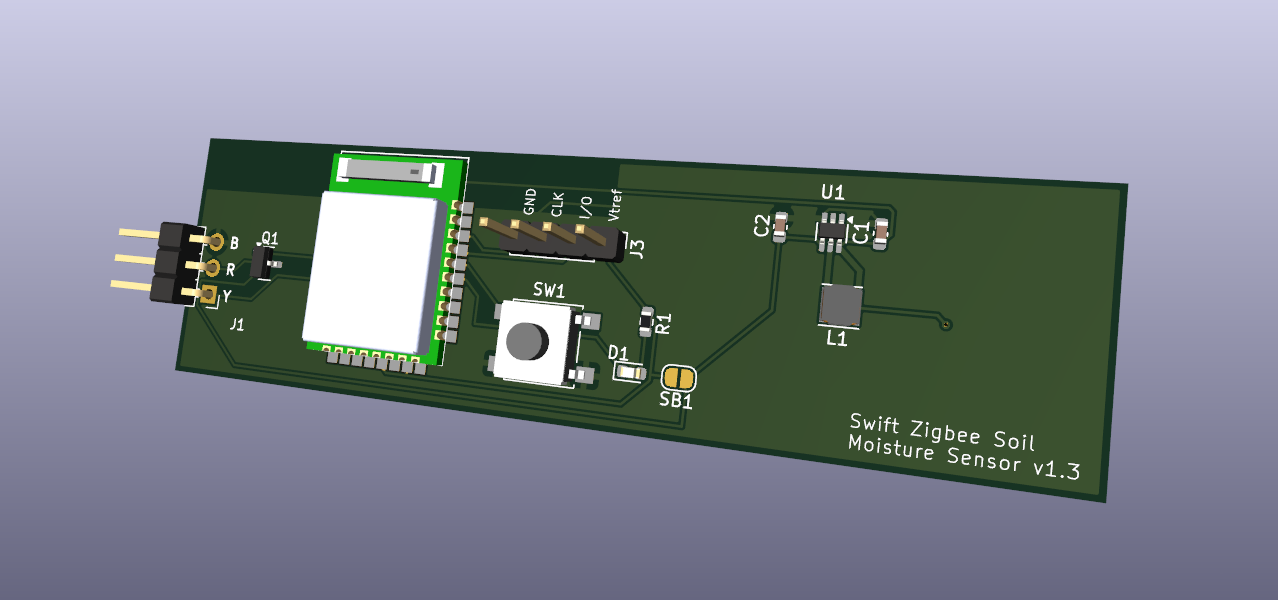 B
Q1
R
Y
J1
GND
CLK
I/O
Vtref
J3
SW1
R1
D1
SB1
C2
U1
C1
L1
Swift Zigbee Soil
Moisture Sensor v1.3